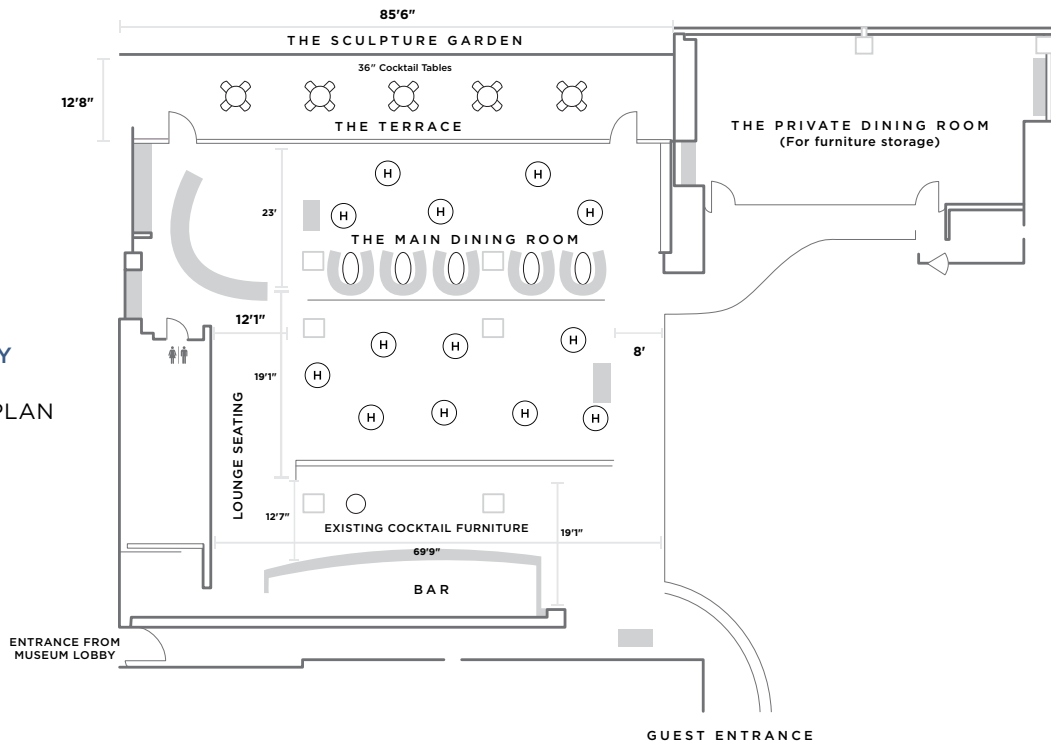 85'6"
THE SCULPTURE GARDEN
36" Cocktail Tables
12'8"
THE TERRACE
THE PRIVATE DINING ROOM
(For furniture storage)
H
H
H
H
H
23'
THE MAIN DINING ROOM
12'1"
8'
H
H
H
H
19'1"
H
H
H
H
Y
PLAN
LOUNGE SEATING
12'7"
EXISTING COCKTAIL FURNITURE
19'1"
69'9"
BAR
ENTRANCE FROM
MUSEUM LOBBY
GUEST ENTRANCE